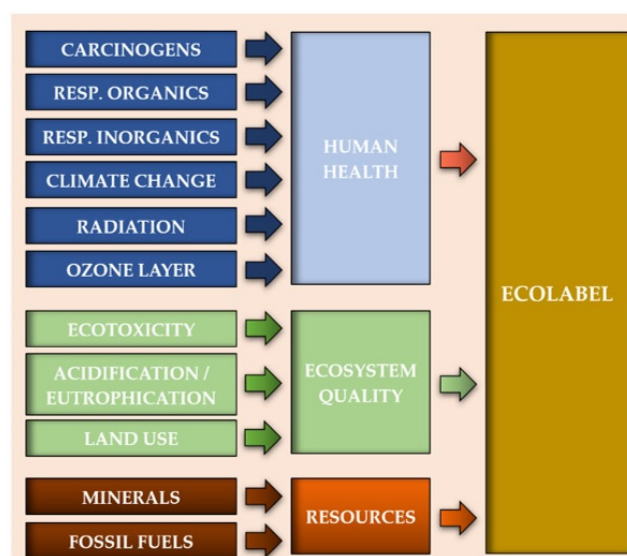 CARCINOGENS
RESP. ORGANICS
RESP. INORGANICS
CLIMATE CHANGE
RADIATION
OZONE LAYER
HUMAN
HEALTH
ECOTOXICITY
ACIDIFICATION /
EUTROPHICATION
LAND USE
ECOSYSTEM
QUALITY
MINERALS
FOSSIL FUELS
RESOURCES
ECOLABEL